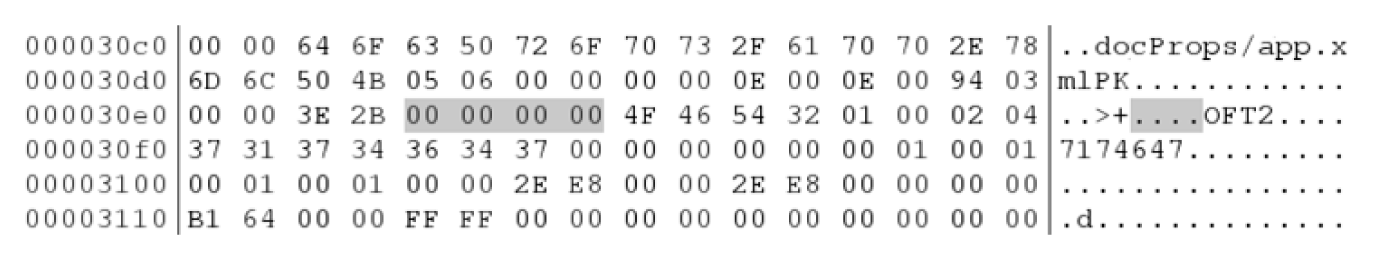 000030c0 00 00 64 6F 63 50 72 6F 70 73 2F 61 70 70 2E 78 ..docProps/app.x
000030d0 6D 6C 50 4B 05 06 00 00 00 00 0E 00 0E 00 94 03 mlPK............
000030e0 00 00 3E 2B 00 00 00 00 4F 46 54 32 01 00 02 04 ..>+....OFT2....
000030f0 37 31 37 34 36 34 37 00 00 00 00 00 00 01 00 01 7174647.........
00003100 00 01 00 01 00 00 2E E8 00 00 2E E8 00 00 00 00 ................
00003110 B1 64 00 00 FF FF 00 00 00 00 00 00 00 00 00 00 .d..............